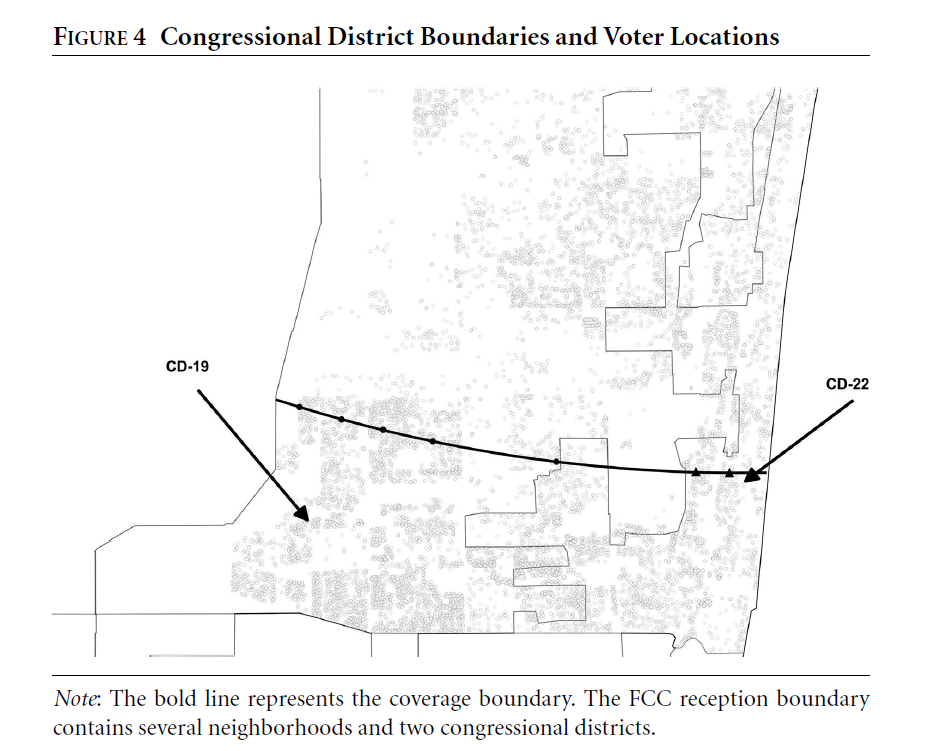 FIGURE 4 Congressional District Boundaries and Voter Locations
CD-19
CD-22
Note: The bold line represents the coverage boundary. The FCC reception boundary
contains several neighborhoods and two congressional districts.